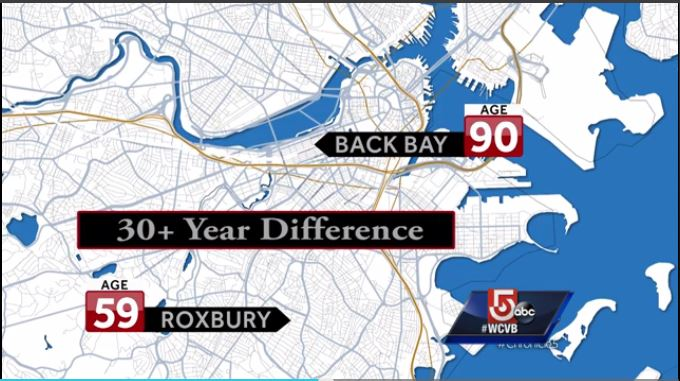 AGE
BACK BAY 90
30+ Year Difference
AGE
59 ROXBURY
5 abc
#WCVB
#Chronicle5